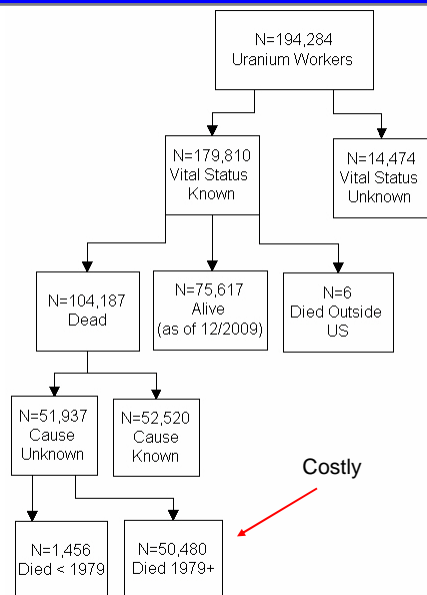 N=194,284
Uranium Workers
N=179,810
Vital Status
Known
N=14,474
Vital Status
Unknown
N=104,187
Dead
N=75,617
Alive
(as of 12/2009)
N=6
Died Outside
US
N=51,937
Cause
Unknown
N=52,520
Cause
Known
Costly
N=1,456
Died < 1979
N=50,480
Died 1979+